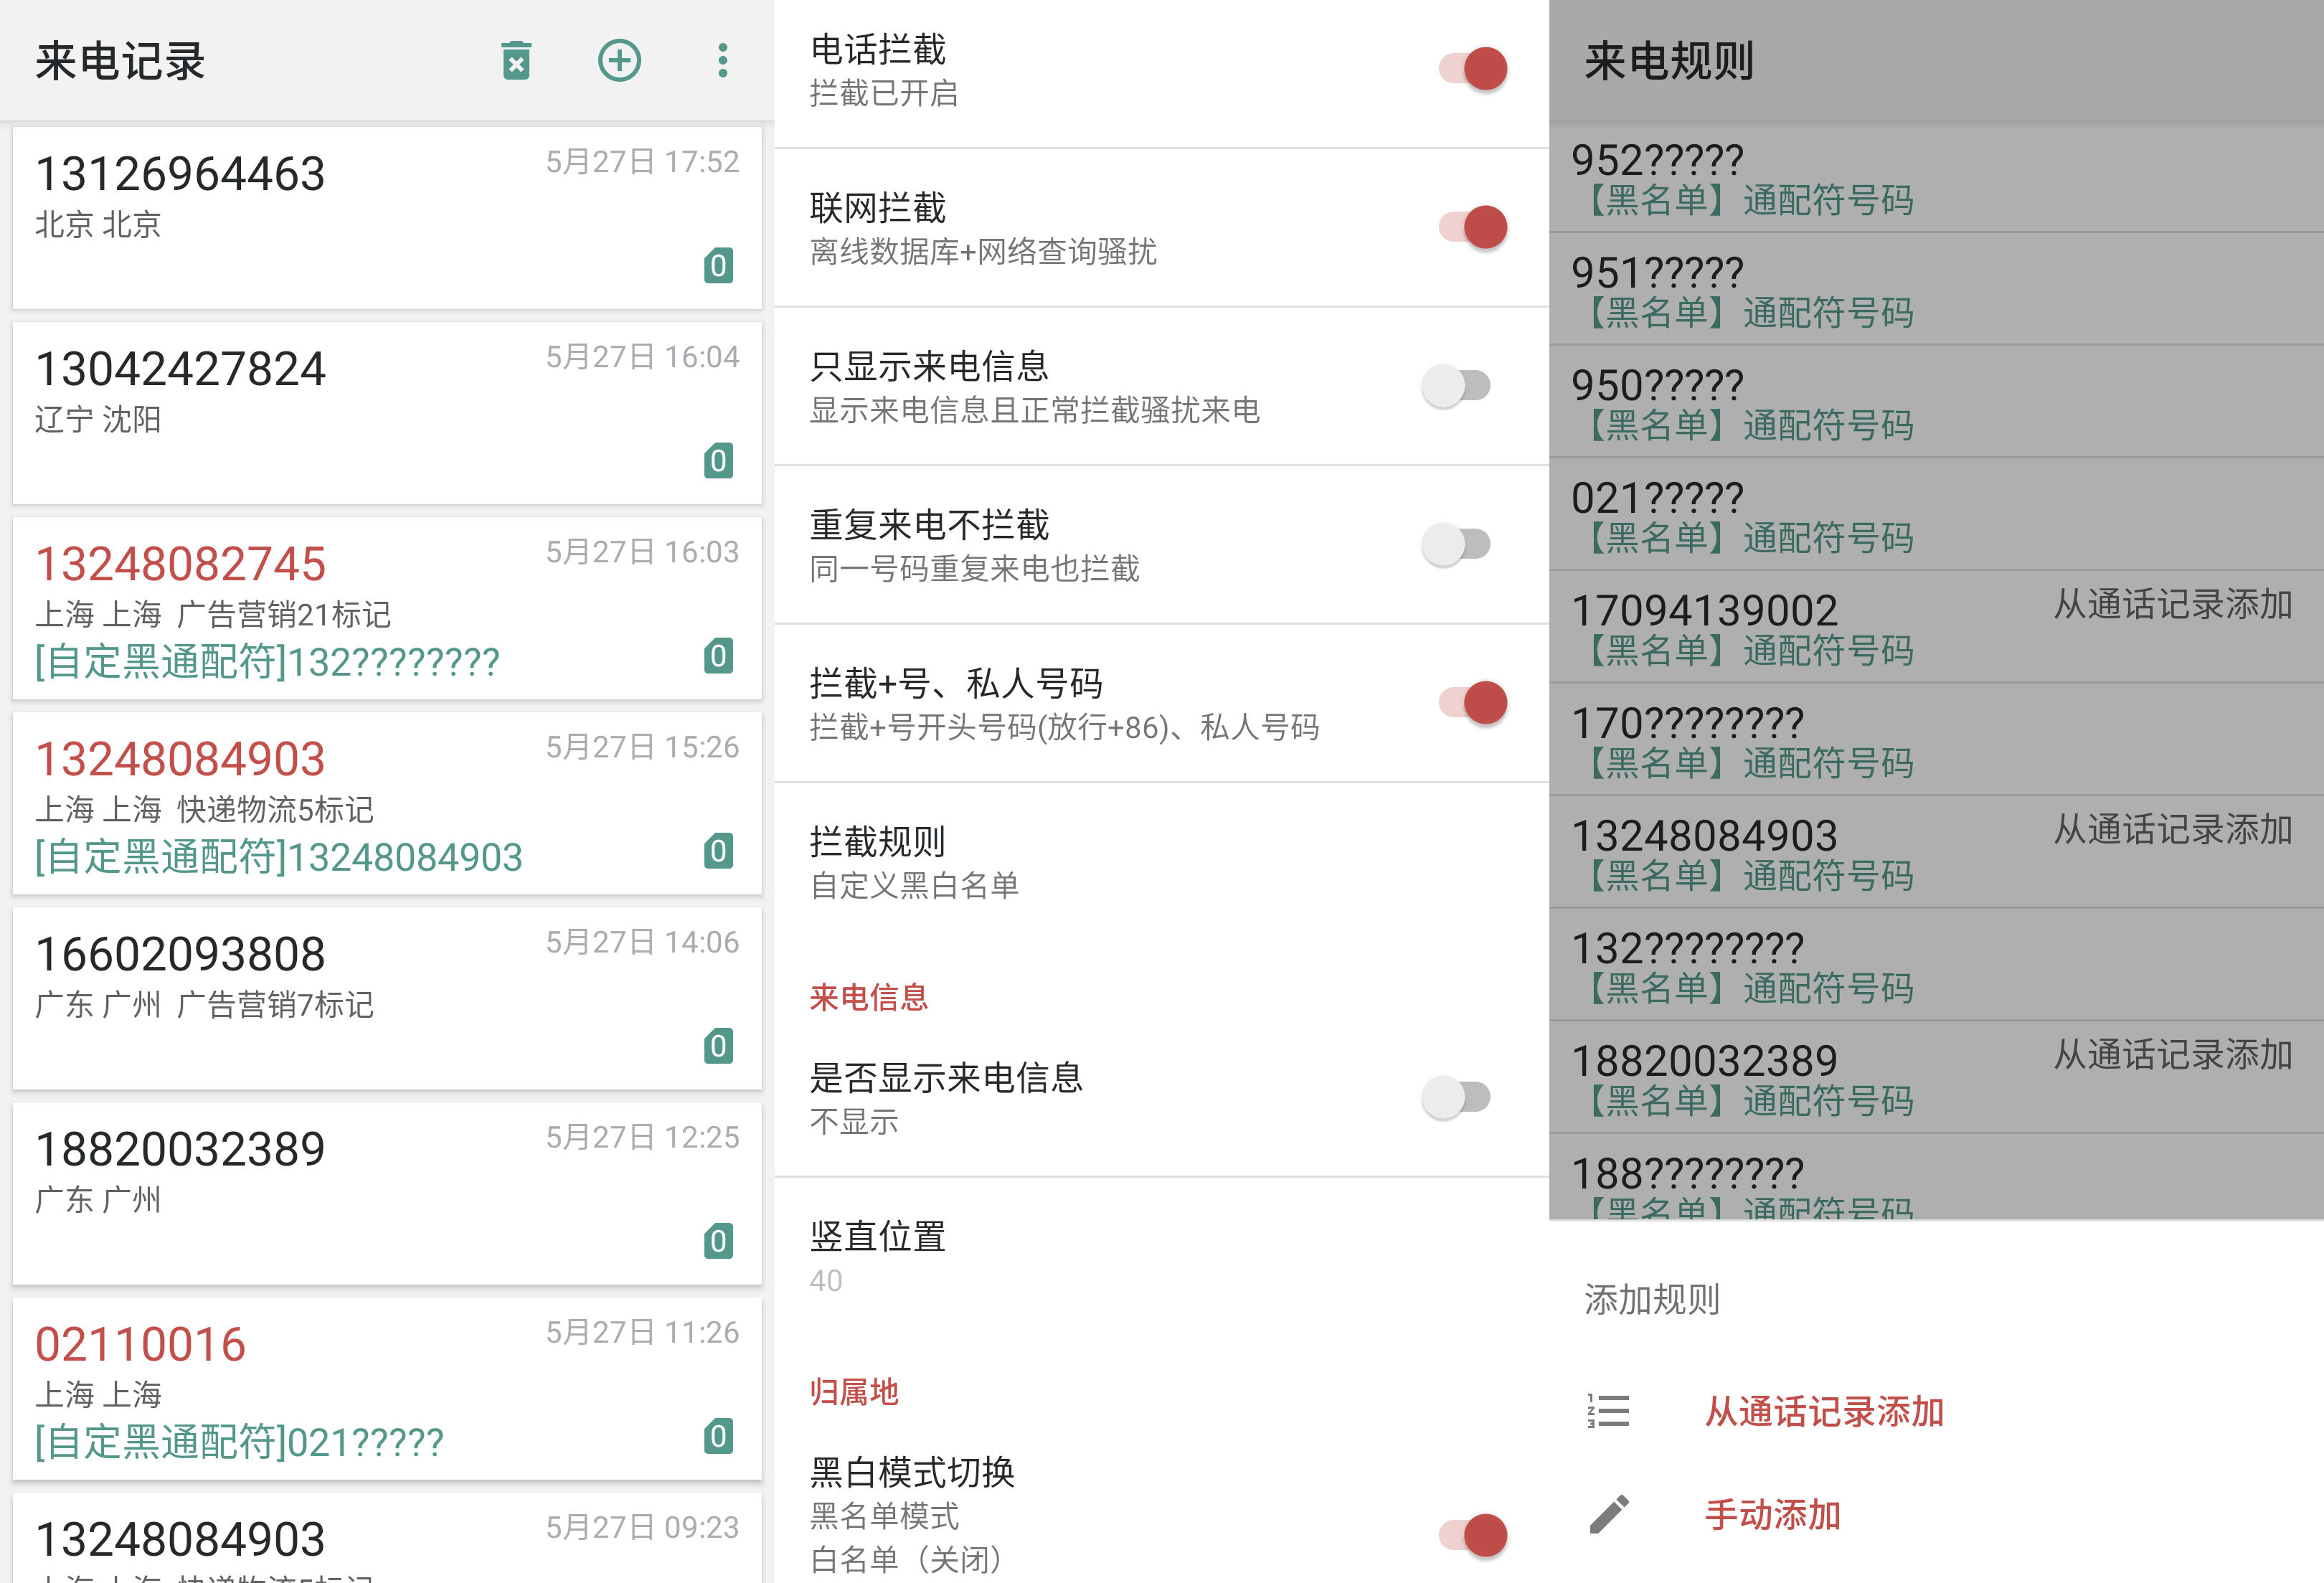 来电记录
13126964463
5月27日 17:52
北京 北京
0
13042427824
5月27日 16:04
辽宁 沈阳
0
13248082745
5月27日 16:03
上海 上海 广告营销21标记
[自定黑通配符]132????????
0
13248084903
5月27日 15:26
上海 上海 快递物流5标记
[自定黑通配符]13248084903
0
16602093808
5月27日 14:06
广东 广州 广告营销7标记
0
18820032389
5月27日 12:25
广东 广州
0
02110016
5月27日 11:26
上海 上海
[自定黑通配符]021?????
0
13248084903
5月27日 09:23
上海 上海 快递物流5标记
电话拦截
拦截已开启
联网拦截
离线数据库+网络查询骚扰
只显示来电信息
显示来电信息且正常拦截骚扰来电
重复来电不拦截
同一号码重复来电也拦截
拦截+号、私人号码
拦截+号开头号码(放行+86)、私人号码
拦截规则
自定义黑白名单
来电信息
是否显示来电信息
不显示
竖直位置
40
归属地
黑白模式切换
黑名单模式
白名单（关闭）
来电规则
952?????
【黑名单】通配符号码
951?????
【黑名单】通配符号码
950?????
【黑名单】通配符号码
021?????
【黑名单】通配符号码
17094139002
从通话记录添加
【黑名单】通配符号码
170????????
【黑名单】通配符号码
13248084903
从通话记录添加
【黑名单】通配符号码
132????????
【黑名单】通配符号码
18820032389
从通话记录添加
【黑名单】通配符号码
188????????
【黑名单】通配符号码
添加规则
从通话记录添加
手动添加